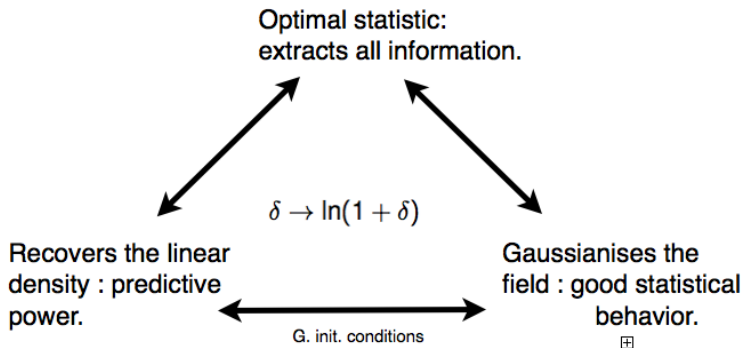 Optimal statistic:
extracts all information.
δ → ln(1 + δ)
Recovers the linear
density : predictive
power.
Gaussianises the
field : good statistical
behavior.
G. init. conditions